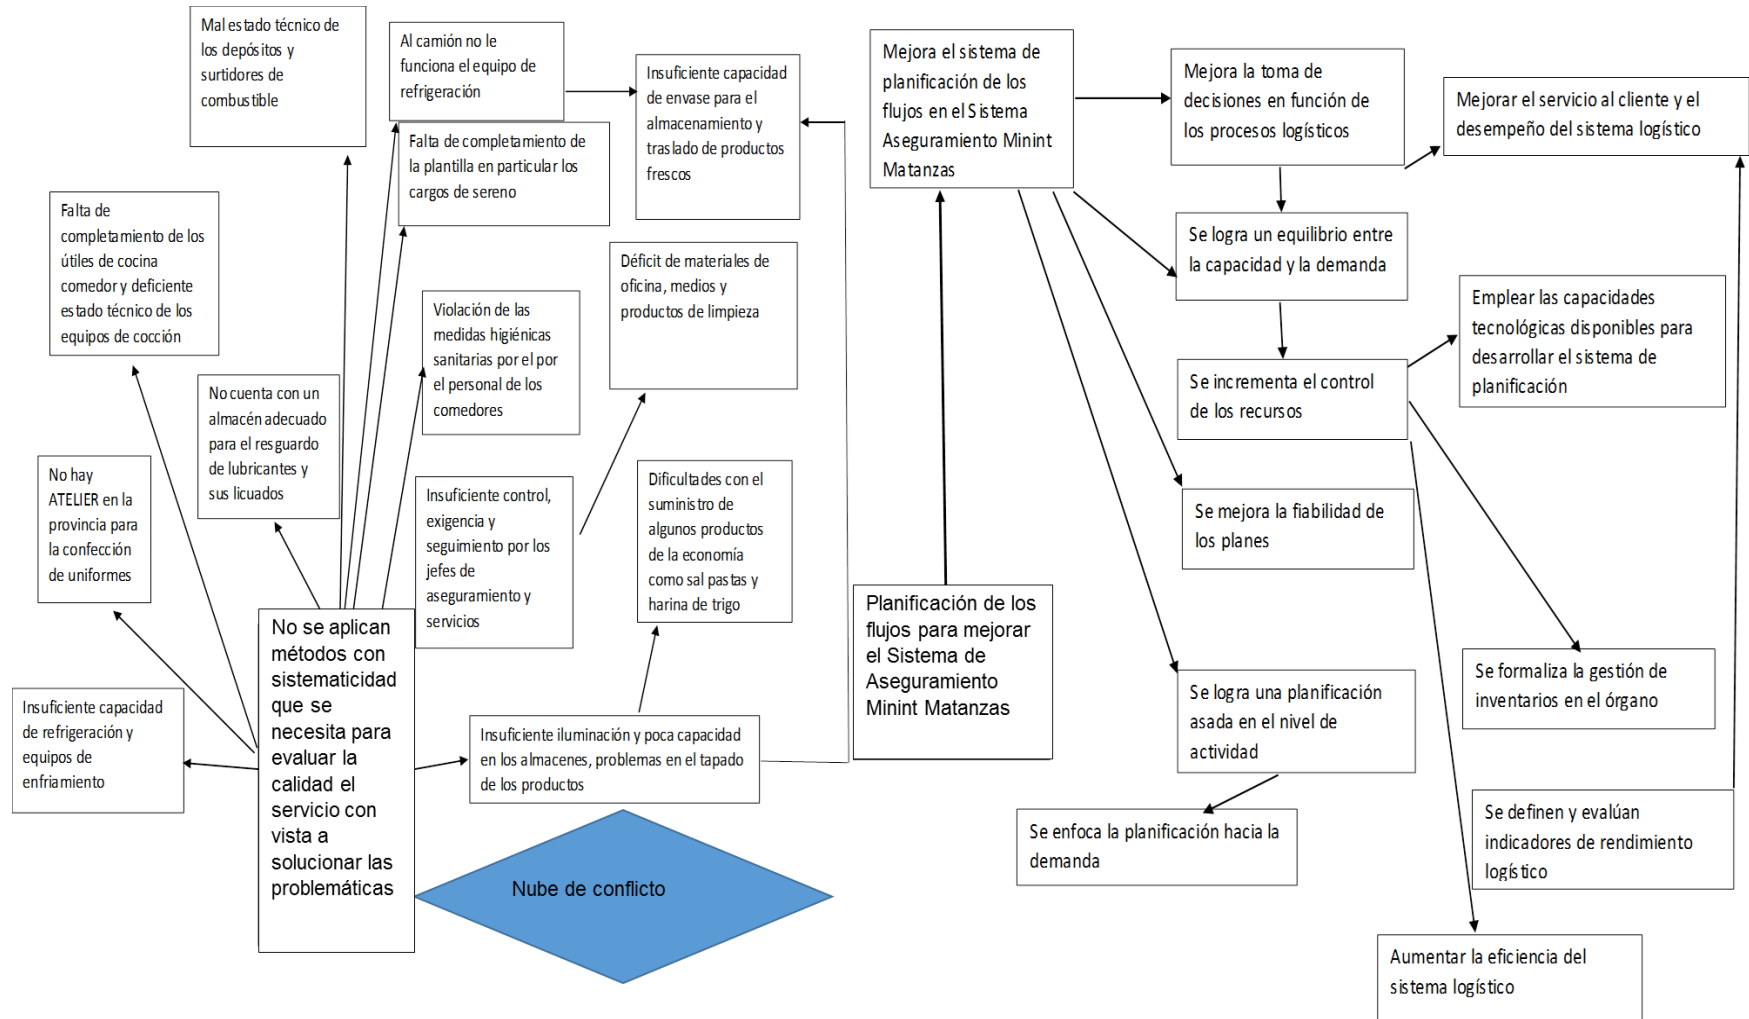 Mal estado técnico de
los depósitos y
surtidores de
combustible
Al camión no le
funciona el equipo de
refrigeración
Insuficiente capacidad
de envase para el
almacenamiento y
traslado de productos
frescos
Falta de completamiento de
la plantilla en particular los
cargos de sereno
Falta de
completamiento de los
útiles de cocina
comedor y deficiente
estado técnico de los
equipos de cocción
Déficit de materiales de
oficina, medios y
productos de limpieza
Violación de las
medidas higiénicas
sanitarias por el por
el personal de los
comedores
No cuenta con un
almacén adecuado
para el resguardo
de lubricantes y
sus licuados
No hay
ATELIER en la
provincia para
la confección
de uniformes
Insuficiente control,
exigencia y
seguimiento por los
jefes de
aseguramiento y
servicios
Dificultades con el
suministro de
algunos productos
de la economía
como sal pastas y
harina de trigo
No se aplican
métodos con
sistematicidad
que se
necesita para
evaluar la
calidad el
servicio con
vista a
solucionar las
problemáticas
Insuficiente capacidad
de refrigeración y
equipos de
enfriamiento
Insuficiente iluminación y poca capacidad
en los almacenes, problemas en el tapado
de los productos
Nube de conflicto
Mejora el sistema de
planificación de los
flujos en el Sistema
Aseguramiento Minint
Matanzas
Mejora la toma de
decisiones en función de
los procesos logísticos
Mejorar el servicio al cliente y el
desempeño del sistema logístico
Se logra un equilibrio entre
la capacidad y la demanda
Emplear las capacidades
tecnológicas disponibles para
desarrollar el sistema de
planificación
Se incrementa el control
de los recursos
Se mejora la fiabilidad de
los planes
Planificación de los
flujos para mejorar
el Sistema de
Aseguramiento
Minint Matanzas
Se formaliza la gestión de
inventarios en el órgano
Se logra una planificación
asada en el nivel de
actividad
Se enfoca la planificación hacia la
demanda
Se definen y evalúan
indicadores de rendimiento
logístico
Aumentar la eficiencia del
sistema logístico